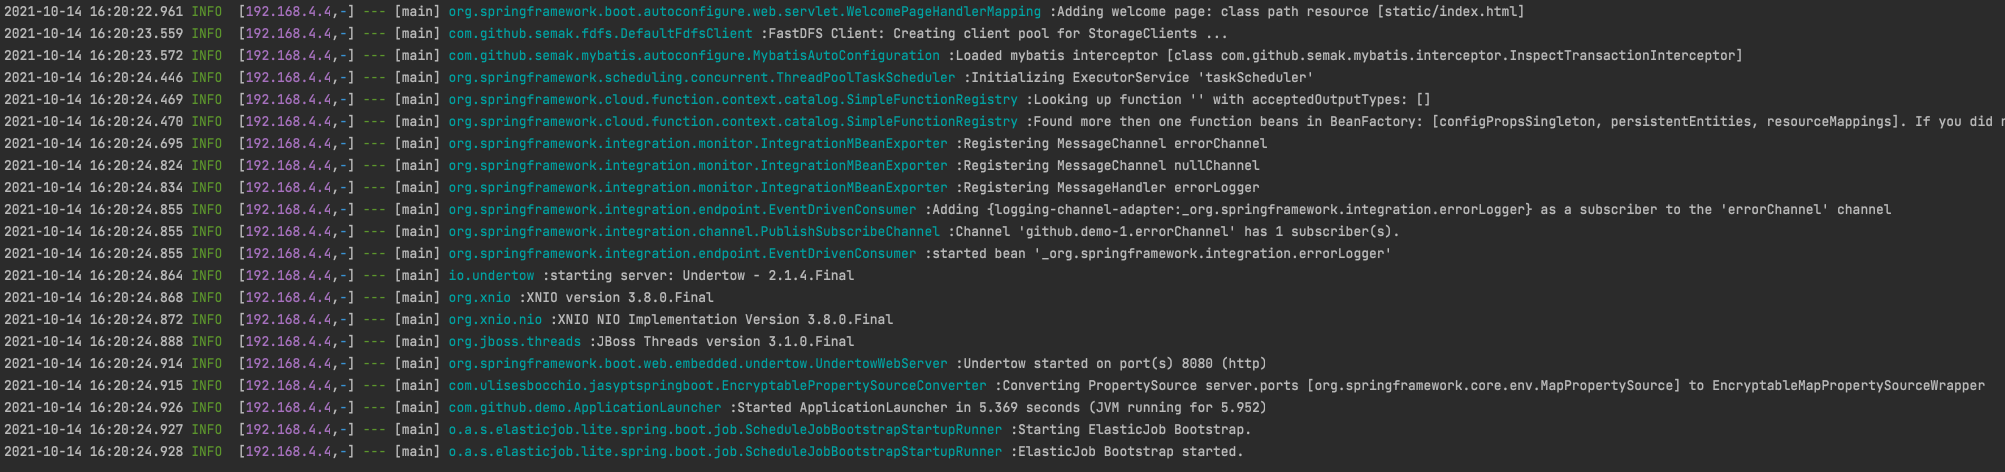 2021-10-14 16:20:22.961 INFO  [192.168.4.4,-] --- [main] org.springframework.boot.autoconfigure.web.servlet.WelcomePageHandlerMapping :Adding welcome page: class path resource [static/index.html]
2021-10-14 16:20:23.559 INFO  [192.168.4.4,-] --- [main] com.github.semak.fdfs.DefaultFdfsClient :FastDFS Client: Creating client pool for StorageClients ...
2021-10-14 16:20:23.572 INFO  [192.168.4.4,-] --- [main] com.github.semak.mybatis.autoconfigure.MybatisAutoConfiguration :Loaded mybatis interceptor [class com.github.semak.mybatis.interceptor.InspectTransactionInterceptor]
2021-10-14 16:20:24.446 INFO  [192.168.4.4,-] --- [main] org.springframework.scheduling.concurrent.ThreadPoolTaskScheduler :Initializing ExecutorService 'taskScheduler'
2021-10-14 16:20:24.469 INFO  [192.168.4.4,-] --- [main] org.springframework.cloud.function.context.catalog.SimpleFunctionRegistry :Looking up function '' with acceptedOutputTypes: []
2021-10-14 16:20:24.470 INFO  [192.168.4.4,-] --- [main] org.springframework.cloud.function.context.catalog.SimpleFunctionRegistry :Found more then one function beans in BeanFactory: [configPropsSingleton, persistentEntities, resourceMappings]. If you did
2021-10-14 16:20:24.695 INFO  [192.168.4.4,-] --- [main] org.springframework.integration.monitor.IntegrationMBeanExporter :Registering MessageChannel errorChannel
2021-10-14 16:20:24.824 INFO  [192.168.4.4,-] --- [main] org.springframework.integration.monitor.IntegrationMBeanExporter :Registering MessageChannel nullChannel
2021-10-14 16:20:24.834 INFO  [192.168.4.4,-] --- [main] org.springframework.integration.monitor.IntegrationMBeanExporter :Registering MessageHandler errorLogger
2021-10-14 16:20:24.855 INFO  [192.168.4.4,-] --- [main] org.springframework.integration.endpoint.EventDrivenConsumer :Adding {logging-channel-adapter:_org.springframework.integration.errorLogger} as a subscriber to the 'errorChannel' channel
2021-10-14 16:20:24.855 INFO  [192.168.4.4,-] --- [main] org.springframework.integration.channel.PublishSubscribeChannel :Channel 'github.demo-1.errorChannel' has 1 subscriber(s).
2021-10-14 16:20:24.855 INFO  [192.168.4.4,-] --- [main] org.springframework.integration.endpoint.EventDrivenConsumer :started bean '_org.springframework.integration.errorLogger'
2021-10-14 16:20:24.864 INFO  [192.168.4.4,-] --- [main] io.undertow :starting server: Undertow - 2.1.4.Final
2021-10-14 16:20:24.868 INFO  [192.168.4.4,-] --- [main] org.xnio :XNIO version 3.8.0.Final
2021-10-14 16:20:24.872 INFO  [192.168.4.4,-] --- [main] org.xnio.nio :XNIO NIO Implementation Version 3.8.0.Final
2021-10-14 16:20:24.888 INFO  [192.168.4.4,-] --- [main] org.jboss.threads :JBoss Threads version 3.1.0.Final
2021-10-14 16:20:24.914 INFO  [192.168.4.4,-] --- [main] org.springframework.boot.web.embedded.undertow.UndertowWebServer :Undertow started on port(s) 8080 (http)
2021-10-14 16:20:24.915 INFO  [192.168.4.4,-] --- [main] com.ulisesbocchio.jasyptspringboot.EncryptablePropertySourceConverter :Converting PropertySource server.ports [org.springframework.core.env.MapPropertySource] to EncryptableMapPropertySourceWrapper
2021-10-14 16:20:24.926 INFO  [192.168.4.4,-] --- [main] com.github.demo.ApplicationLauncher :Started ApplicationLauncher in 5.369 seconds (JVM running for 5.952)
2021-10-14 16:20:24.927 INFO  [192.168.4.4,-] --- [main] o.a.s.elasticjob.lite.spring.boot.job.ScheduleJobBootstrapStartupRunner :Starting ElasticJob Bootstrap.
2021-10-14 16:20:24.928 INFO  [192.168.4.4,-] --- [main] o.a.s.elasticjob.lite.spring.boot.job.ScheduleJobBootstrapStartupRunner :ElasticJob Bootstrap started.